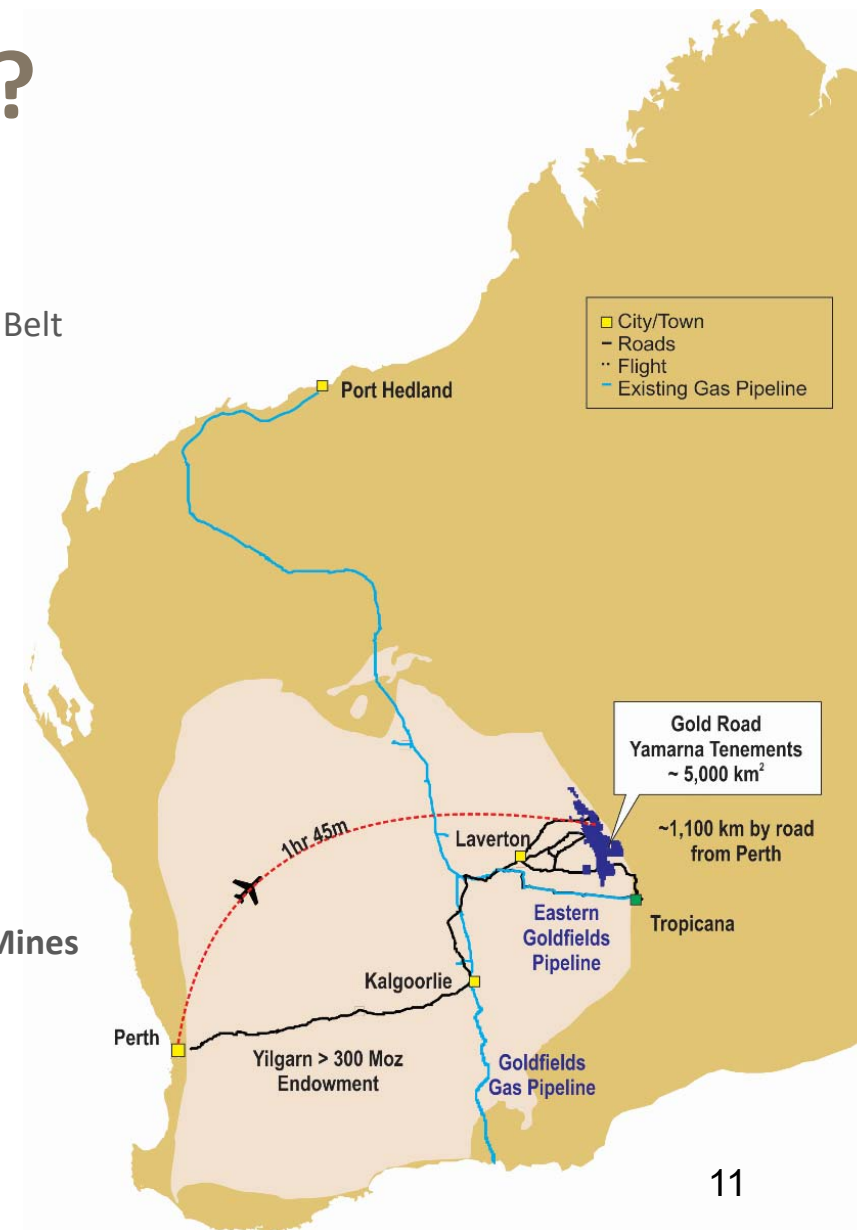 ?
Belt
City/Town
Roads
Flight
Existing Gas Pipeline
Port Hedland
Gold Road
Yamarna Tenements
~ 5,000 km²
1hr 45m
Laverton
~1,100 km by road
from Perth
Eastern
Goldfields
Pipeline
Tropicana
Mines
Kalgoorlie
Perth
Yilgarn > 300 Moz
Endowment
Goldfields
Gas Pipeline
11